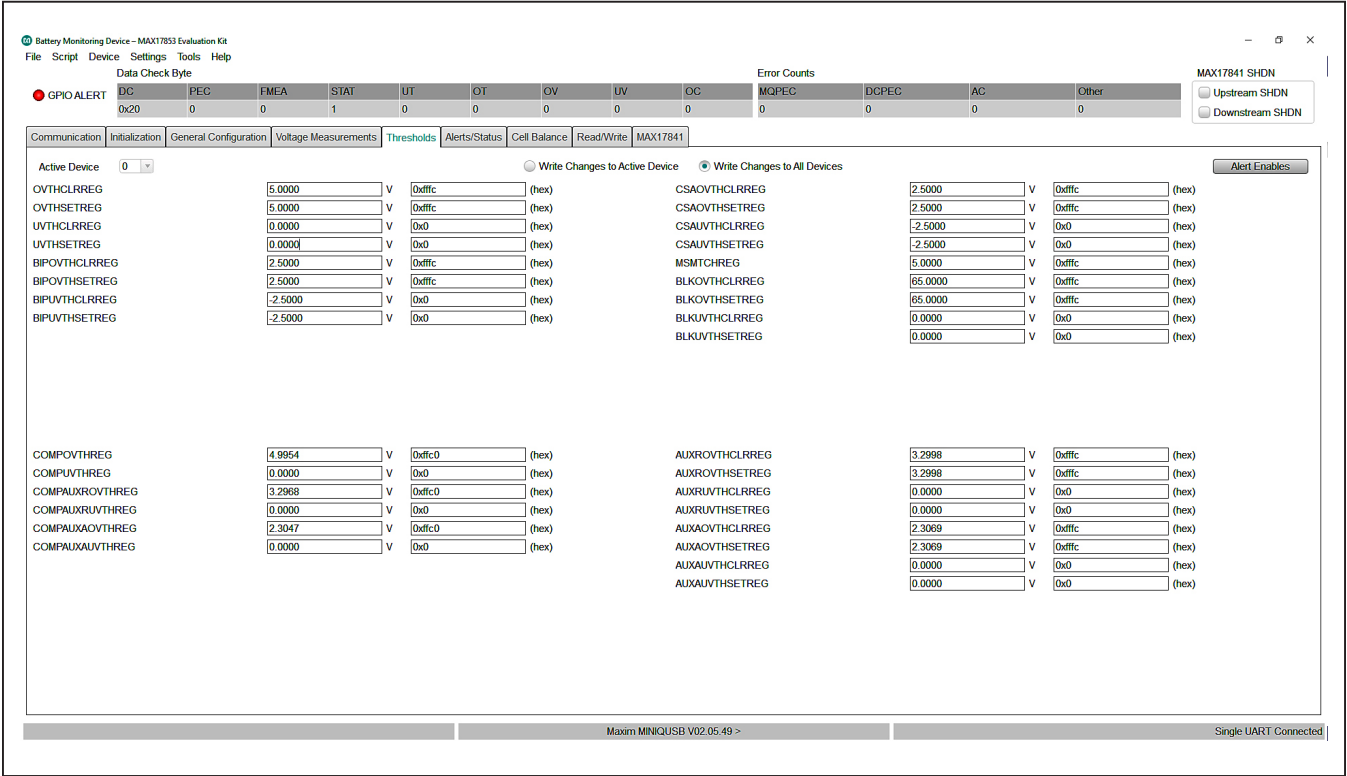 Battery Monitoring Device – MAX17853 Evaluation Kit
File Script Device Settings Tools Help
Data Check Byte Error Counts MAX17841 SHDN
GPIO ALERT DC PEC FMEA STAT UT OT OV UV OC MQPEC DCPEC AC Other Upstream SHDN
0x20 0 0 1 0 0 0 0 0 0 0 0 0 Downstream SHDN
Communication Initialization General Configuration Voltage Measurements Thresholds Alerts/Status Cell Balance Read/Write MAX17841
Active Device 0 Write Changes to Active Device Write Changes to All Devices Alert Enables
OVTHCLRREG 5.0000 V 0xfffc (hex) CSAOVTHCLRREG 2.5000 V 0xfffc (hex)
OVTHSETREG 5.0000 V 0xfffc (hex) CSAOVTHSETREG 2.5000 V 0xfffc (hex)
UVTHCLRREG 0.0000 V 0x0 (hex) CSAUVTHCLRREG -2.5000 V 0x0 (hex)
UVTHSETREG 0.0000 V 0x0 (hex) CSAUVTHSETREG -2.5000 V 0x0 (hex)
BIPOVTHCLRREG 2.5000 V 0xfffc (hex) MSMTCHREG 5.0000 V 0xfffc (hex)
BIPOVTHSETREG 2.5000 V 0xfffc (hex) BLKOVTHCLRREG 65.0000 V 0xfffc (hex)
BIPUVTHCLRREG -2.5000 V 0x0 (hex) BLKOVTHSETREG 65.0000 V 0xfffc (hex)
BIPUVTHSETREG -2.5000 V 0x0 (hex) BLKUVTHCLRREG 0.0000 V 0x0 (hex)
BLKUVTHSETREG 0.0000 V 0x0 (hex)
COMPOVTHREG 4.9954 V 0xffc0 (hex) AUXROVTHCLRREG 3.2998 V 0xfffc (hex)
COMPUVTHREG 0.0000 V 0x0 (hex) AUXROVTHSETREG 3.2998 V 0xfffc (hex)
COMPAUXROVTHREG 3.2968 V 0xffc0 (hex) AUXRUVTHCLRREG 0.0000 V 0x0 (hex)
COMPAUXRUVTHREG 0.0000 V 0x0 (hex) AUXRUVTHSETREG 0.0000 V 0x0 (hex)
COMPAUXAOVTHREG 2.3047 V 0xffc0 (hex) AUXAOVTHCLRREG 2.3069 V 0xfffc (hex)
COMPAUXAUVTHREG 0.0000 V 0x0 (hex) AUXAOVTHSETREG 2.3069 V 0xfffc (hex)
AUXAUVTHCLRREG 0.0000 V 0x0 (hex)
AUXAUVTHSETREG 0.0000 V 0x0 (hex)
Maxim MINIQUSB V02.05.49 > Single UART Connected